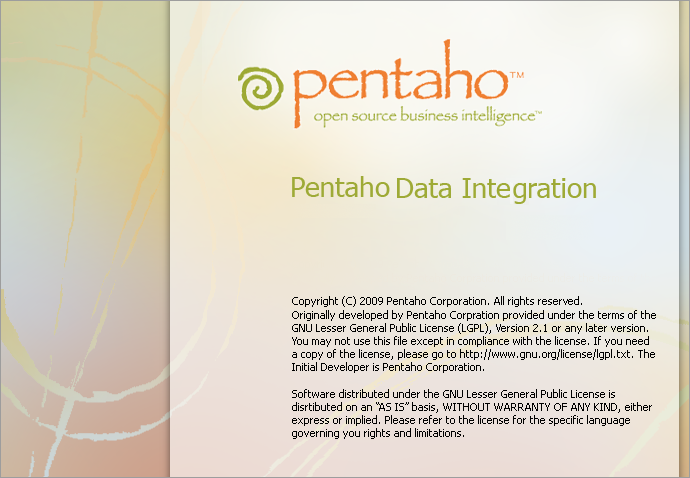 pentaho™
open source business intelligence™
Pentaho Data Integration
Copyright (C) 2009 Pentaho Corporation. All rights reserved.
Originally developed by Pentaho Corpration provided under the terms of the
GNU Lesser General Public License (LGPL), Version 2.1 or any later version.
You may not use this file except in compliance with the license. If you need
a copy of the license, please go to http://www.gnu.org/license/lgpl.txt. The
Initial Developer is Pentaho Corporation.
Software distributed under the GNU Lesser General Public License is
disrtibuted on an "AS IS" basis, WITHOUT WARRANTY OF ANY KIND, either
express or implied. Please refer to the license for the specific language
governing you rights and limitations.